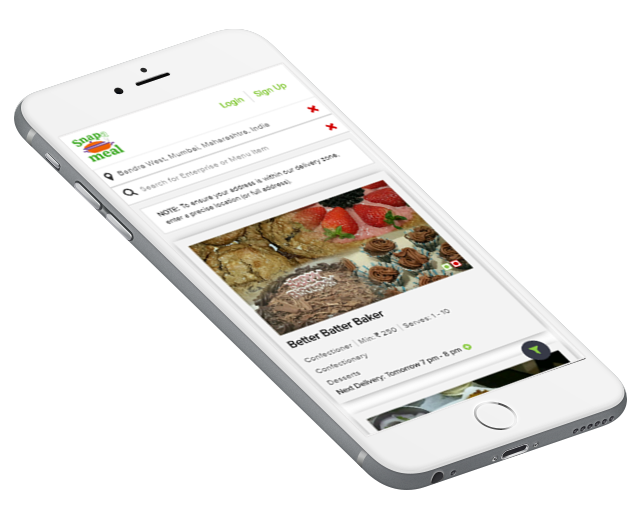 Login Sign Up
Snap
meal
Bandra West, Mumbai, Maharashtra, India
Search for Enterprise or Menu Item
NOTE: To ensure your address is within our delivery zone,
enter a precise location (or full address).
Better Batter Baker
Confectioner | Min: ₹ 250 | Serves: 1 - 10
Confectionery
Desserts
Next Delivery: Tomorrow 7 pm - 8 pm